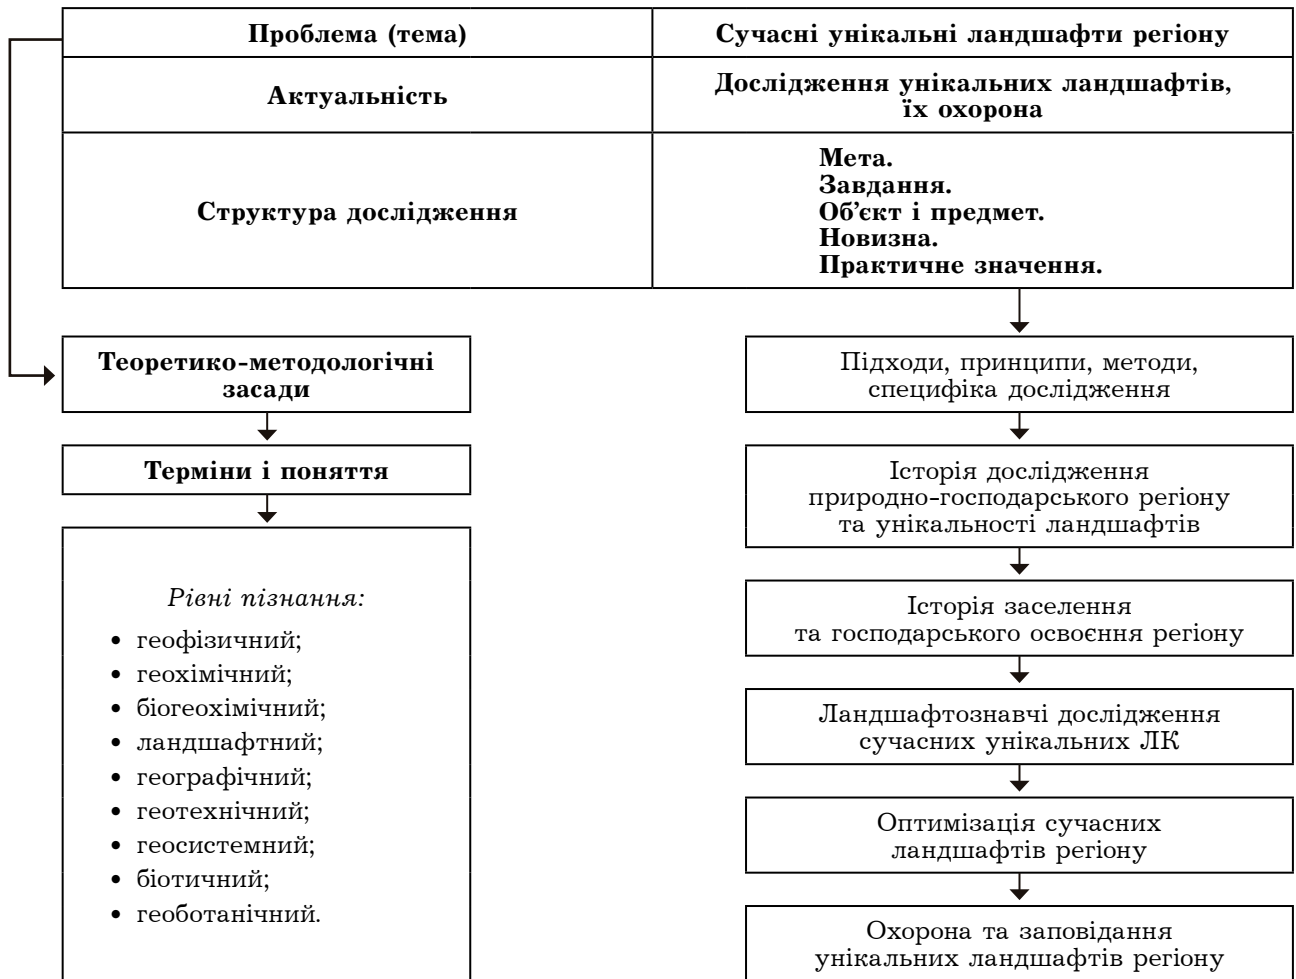 Проблема (тема)
Сучасні унікальні ландшафти регіону
Актуальність
Дослідження унікальних ландшафтів,
їх охорона
Структура дослідження
Мета.
Завдання.
Об’єкт і предмет.
Новизна.
Практичне значення.
Теоретико-методологічні
засади
Терміни і поняття
Рівні пізнання:
• геофізичний;
• геохімічний;
• біогеохімічний;
• ландшафтний;
• географічний;
• геотехнічний;
• геосистемний;
• біотичний;
• геоботанічний.
Підходи, принципи, методи,
специфіка дослідження
Історія дослідження
природно-господарського регіону
та унікальності ландшафтів
Історія заселення
та господарського освоєння регіону
Ландшафтознавчі дослідження
сучасних унікальних ЛК
Оптимізація сучасних
ландшафтів регіону
Охорона та заповідання
унікальних ландшафтів регіону